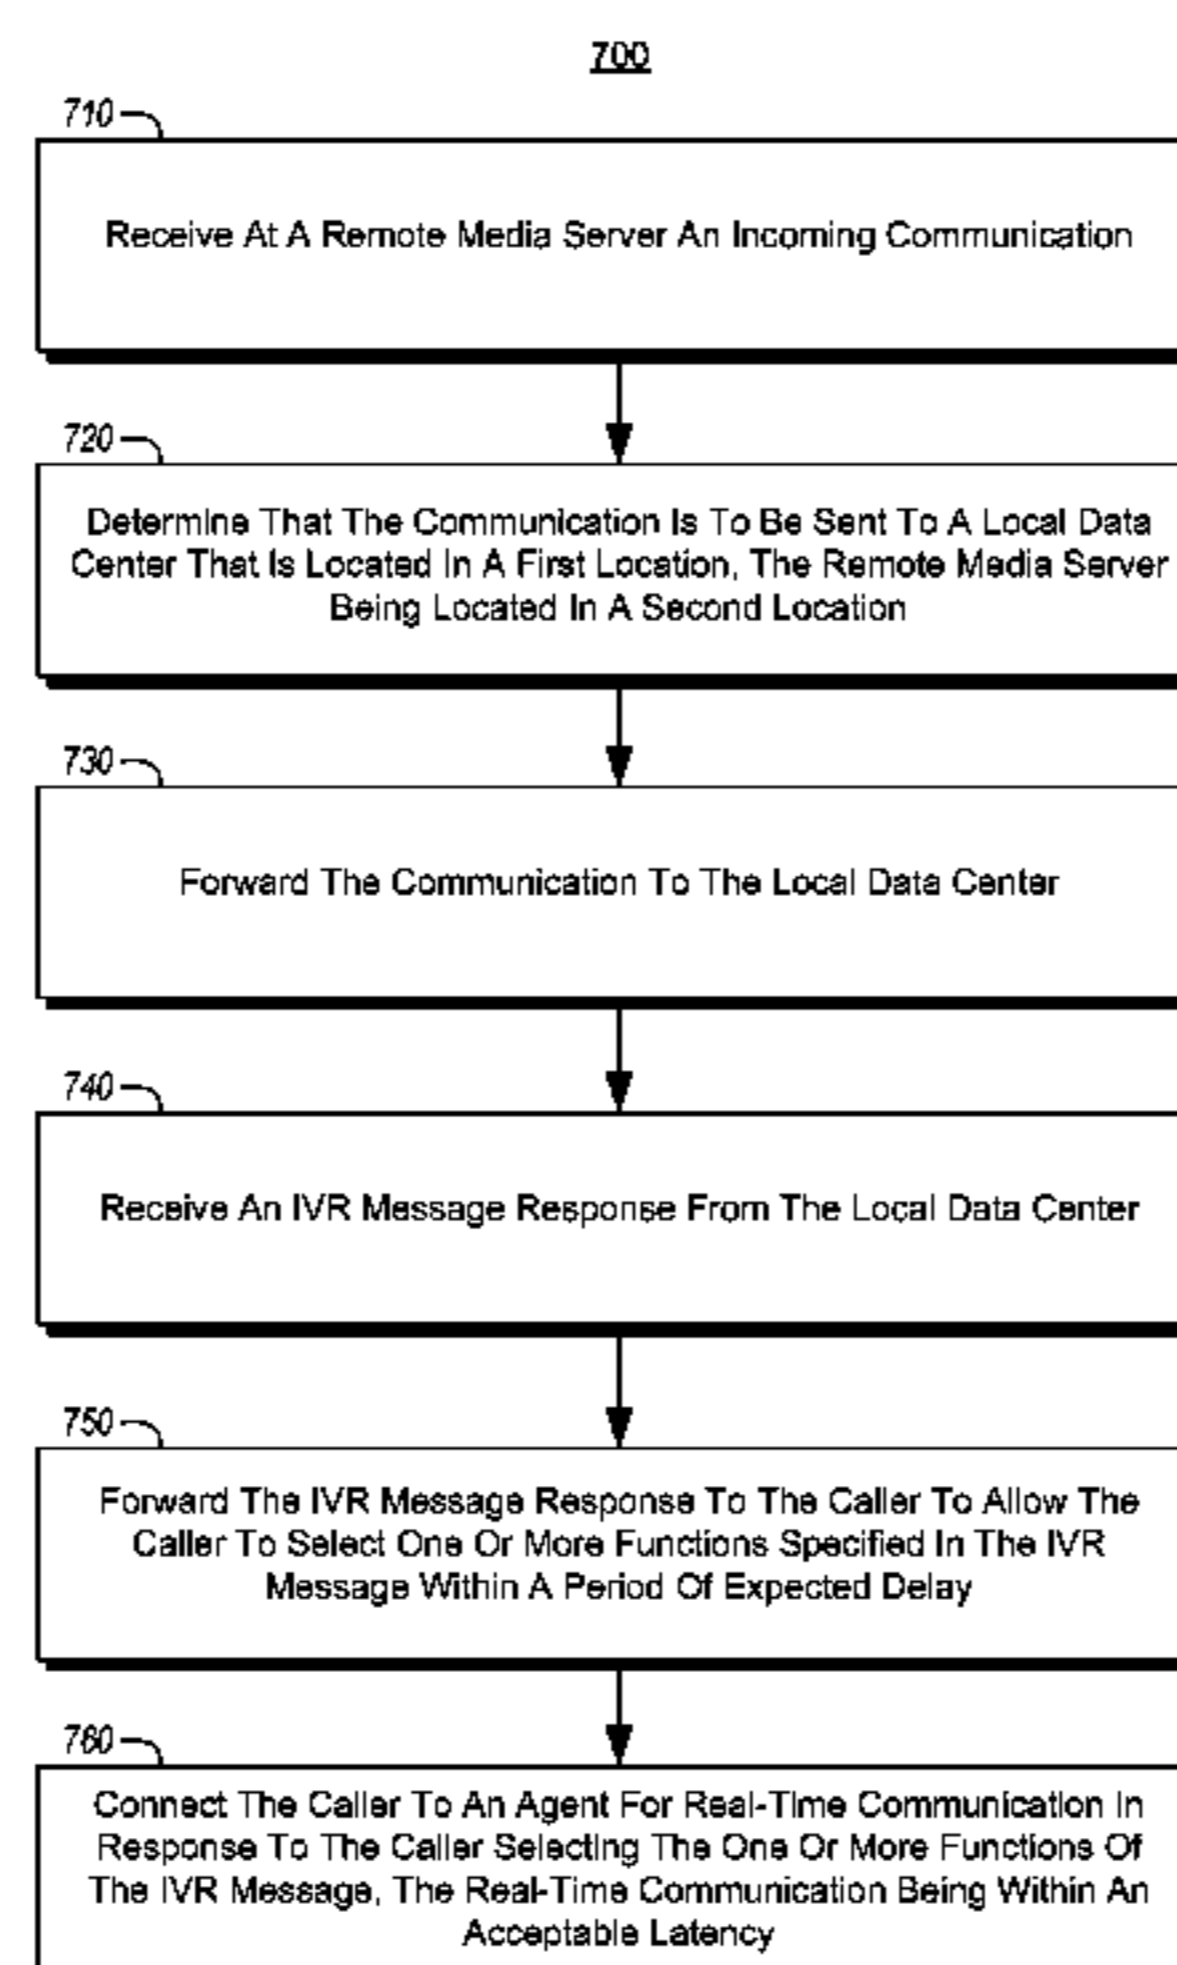 700
710
Receive At A Remote Media Server An Incoming Communication
720
Determine That The Communication Is To Be Sent To A Local Data
Center That Is Located In A First Location, The Remote Media Server
Being Located In A Second Location
730
Forward The Communication To The Local Data Center
740
Receive An IVR Message Response From The Local Data Center
750
Forward The IVR Message Response To The Caller To Allow The
Caller To Select One Or More Functions Specified In The IVR
Message Within A Period Of Expected Delay
760
Connect The Caller To An Agent For Real-Time Communication In
Response To The Caller Selecting The One Or More Functions Of
The IVR Message, The Real-Time Communication Being Within An
Acceptable Latency